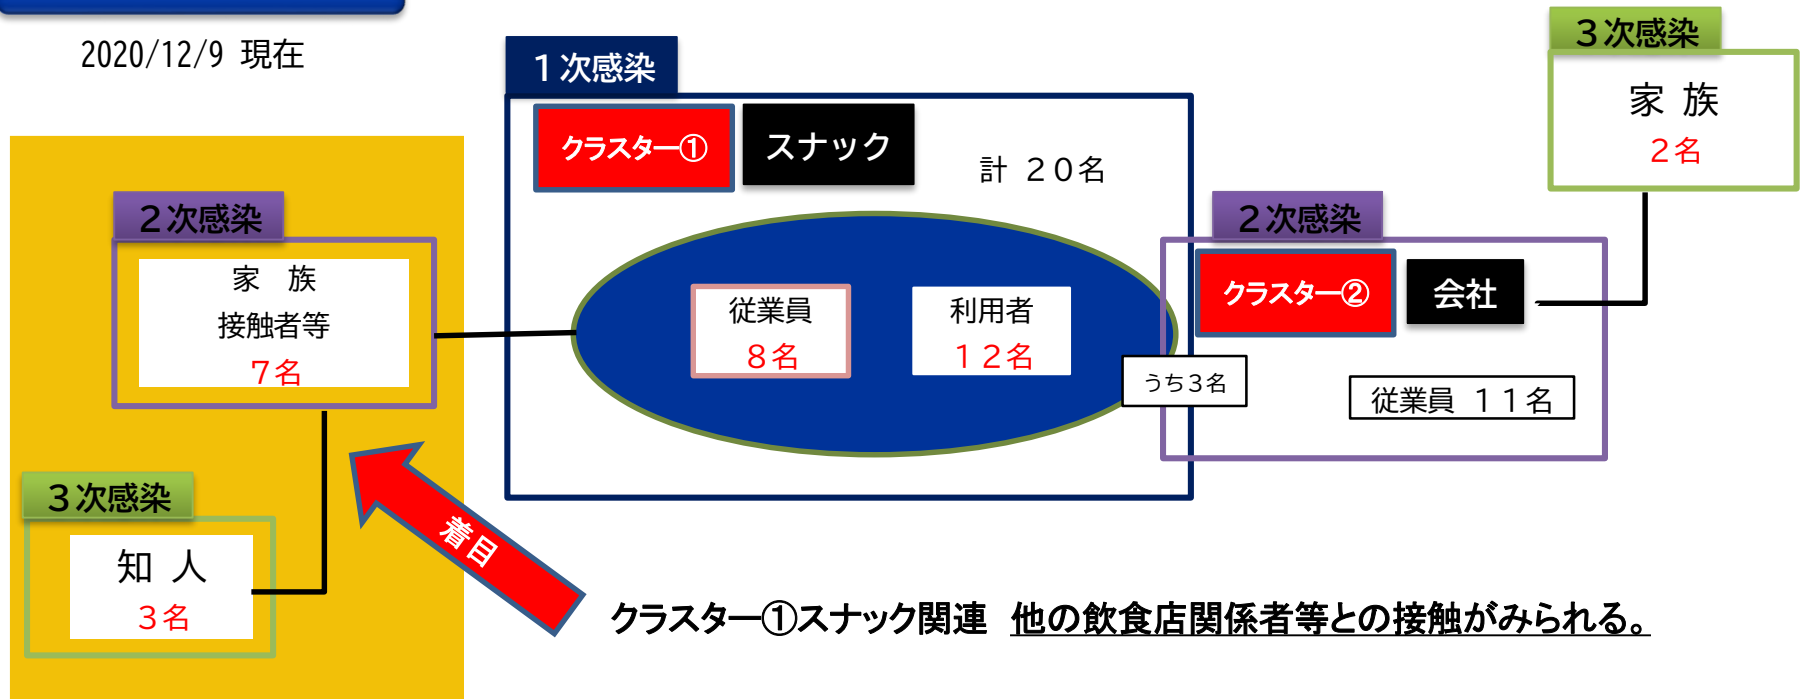 2020/12/9 現在
1次感染
クラスター①
スナック
計 20名
従業員
8名
利用者
12名
うち3名
2次感染
クラスター②
会社
従業員 11名
3次感染
家 族
2名
2次感染
家 族
接触者等
7名
3次感染
知 人
3名
着目
クラスター①スナック関連 他の飲食店関係者等との接触がみられる。